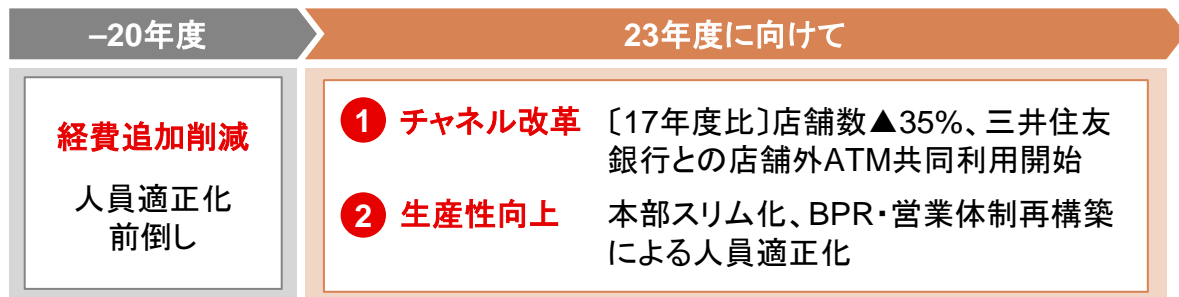 –20年度
23年度に向けて
経費追加削減
人員適正化
前倒し
1 チャネル改革 〔17年度比〕店舗数▲35%、三井住友
銀行との店舗外ATM共同利用開始
2 生産性向上 本部スリム化、BPR・営業体制再構築
による人員適正化